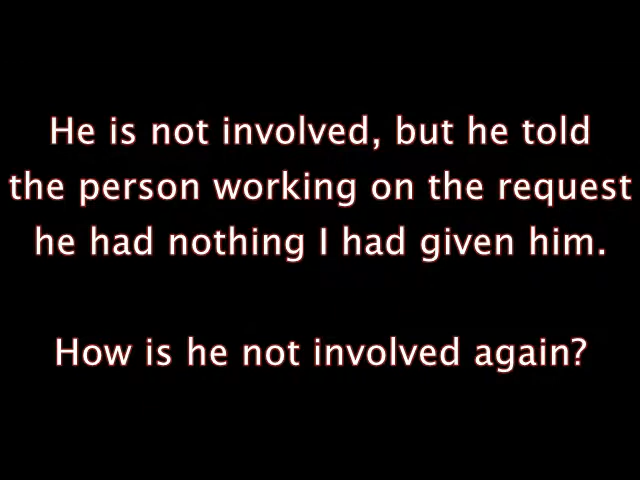 He is not involved, but he told
the person working on the request
he had nothing I had given him.
How is he not involved again?